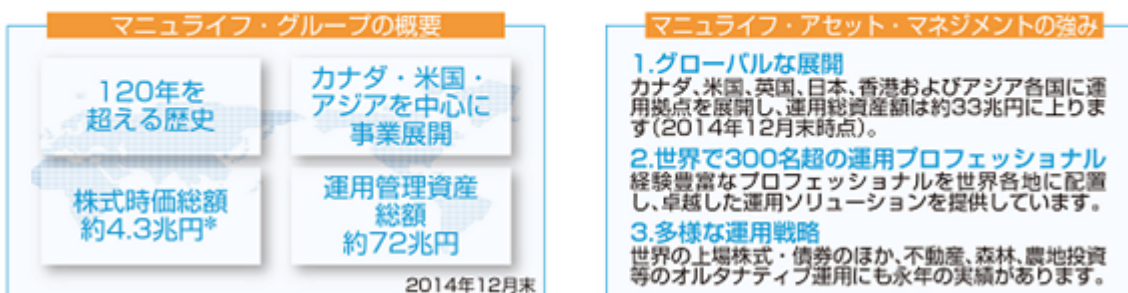 マニュライフ・グループの概要
120年を
超える歴史
カナダ・米国・
アジアを中心に
事業展開
株式時価総額
約4.3兆円*
運用管理資産
総額
約72兆円
2014年12月末
マニュライフ・アセット・マネジメントの強み
1.グローバルな展開
カナダ、米国、英国、日本、香港およびアジア各国に運
用拠点を展開し、運用総資産額は約33兆円に上りま
す(2014年12月末時点)。
2.世界で300名超の運用プロフェッショナル
経験豊富なプロフェッショナルを世界各地に配置
し、卓越した運用ソリューションを提供しています。
3.多様な運用戦略
世界の上場株式・債券のほか、不動産、森林、農地投資
等のオルタナティブ運用にも永年の実績があります。